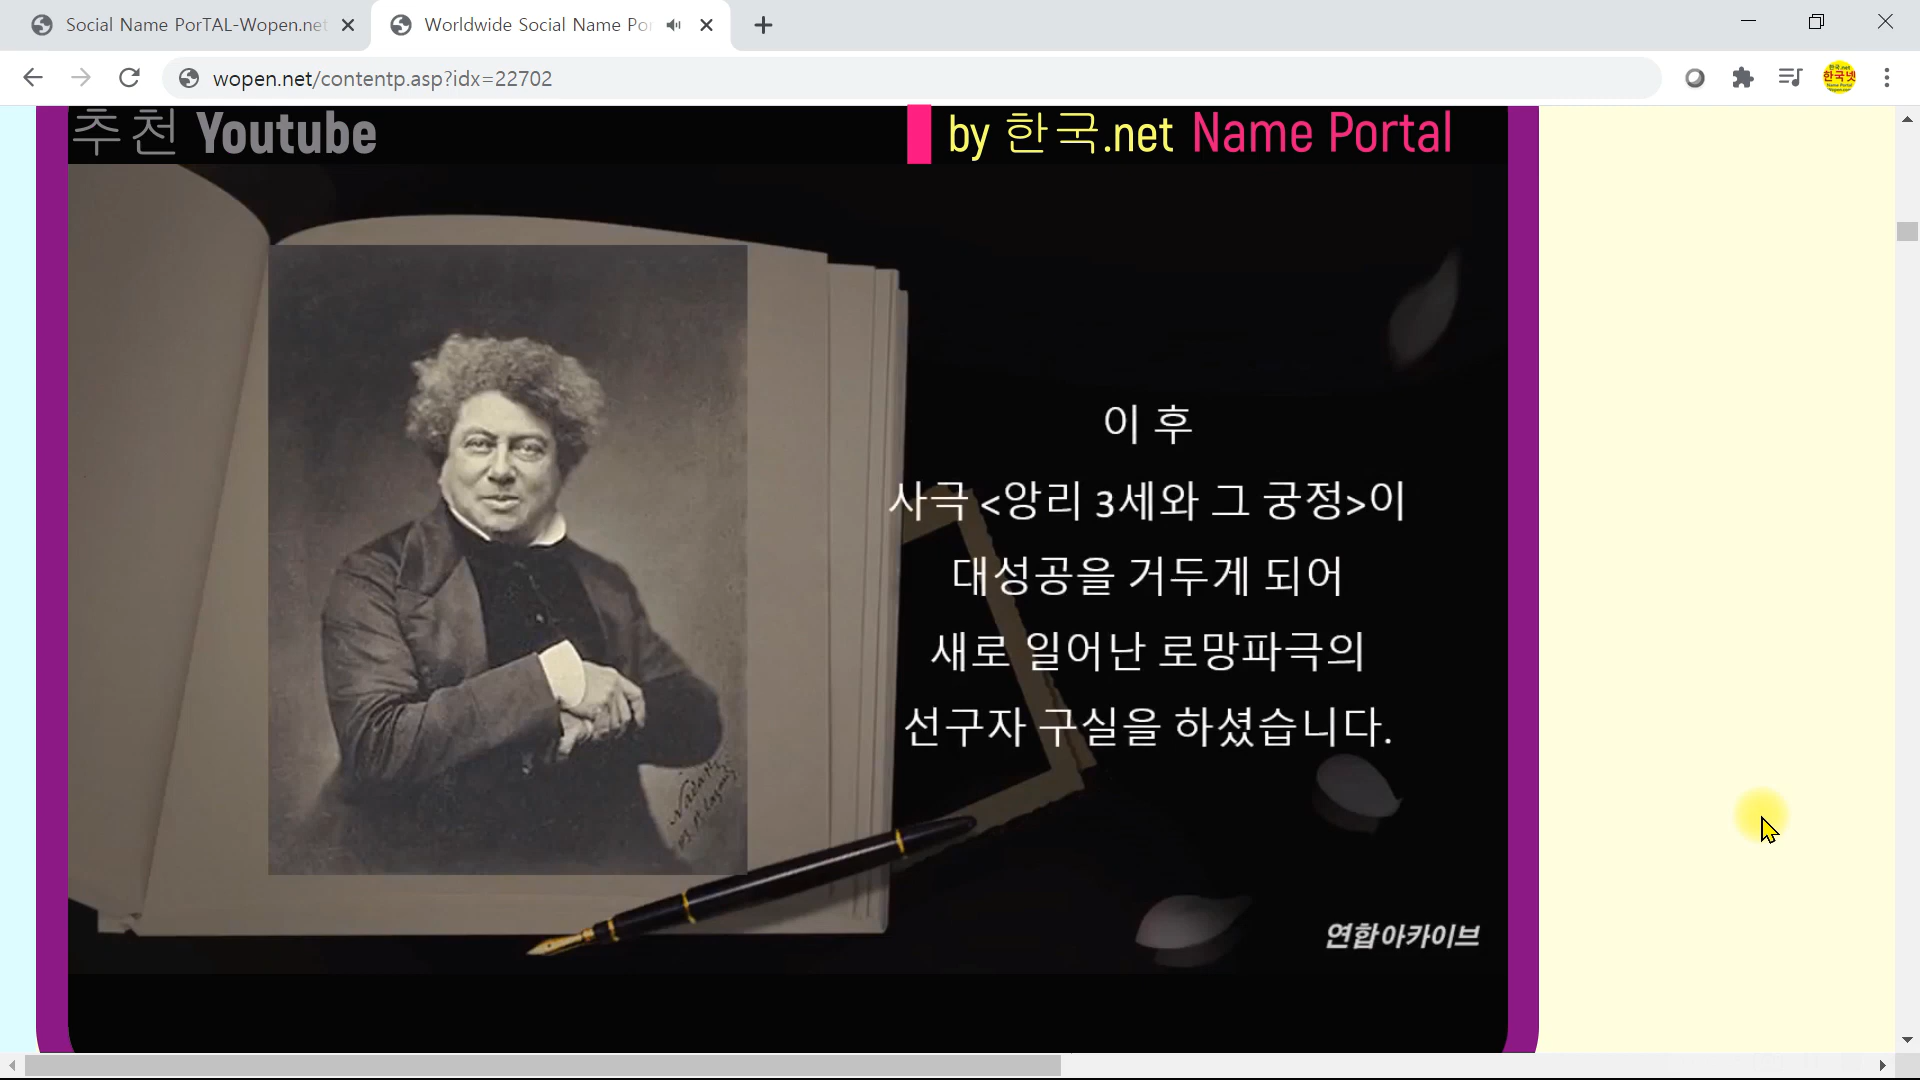 Social Name PorTAL-Wopen.net
Worldwide Social Name Por
wopen.net/contentp.asp?idx=22702
추천 Youtube
by 한국.net Name Portal
이 후
사극 <앙리 3세와 그 궁정>이
대성공을 거두게 되어
새로 일어난 로망파극의
선구자 구실을 하셨습니다.
연합아카이브